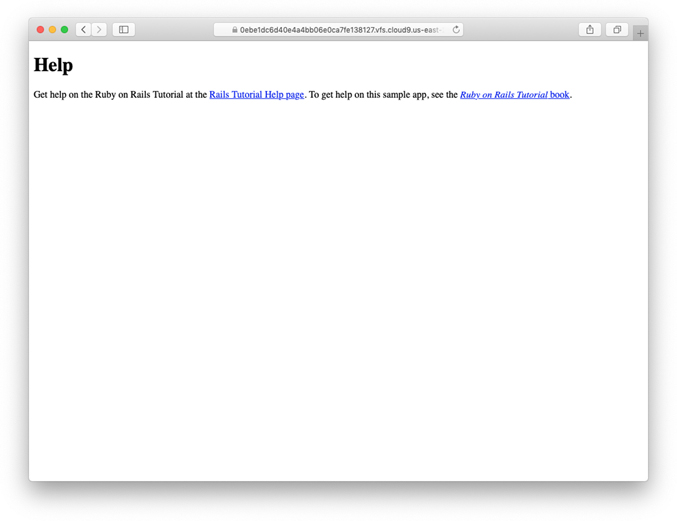 0ebe1dc6d40e4a4bb06e0ca7fe138127.vfs.cloud9.us-east-
Help
Get help on the Ruby on Rails Tutorial at the Rails Tutorial Help page. To get help on this sample app, see the Ruby on Rails Tutorial book.